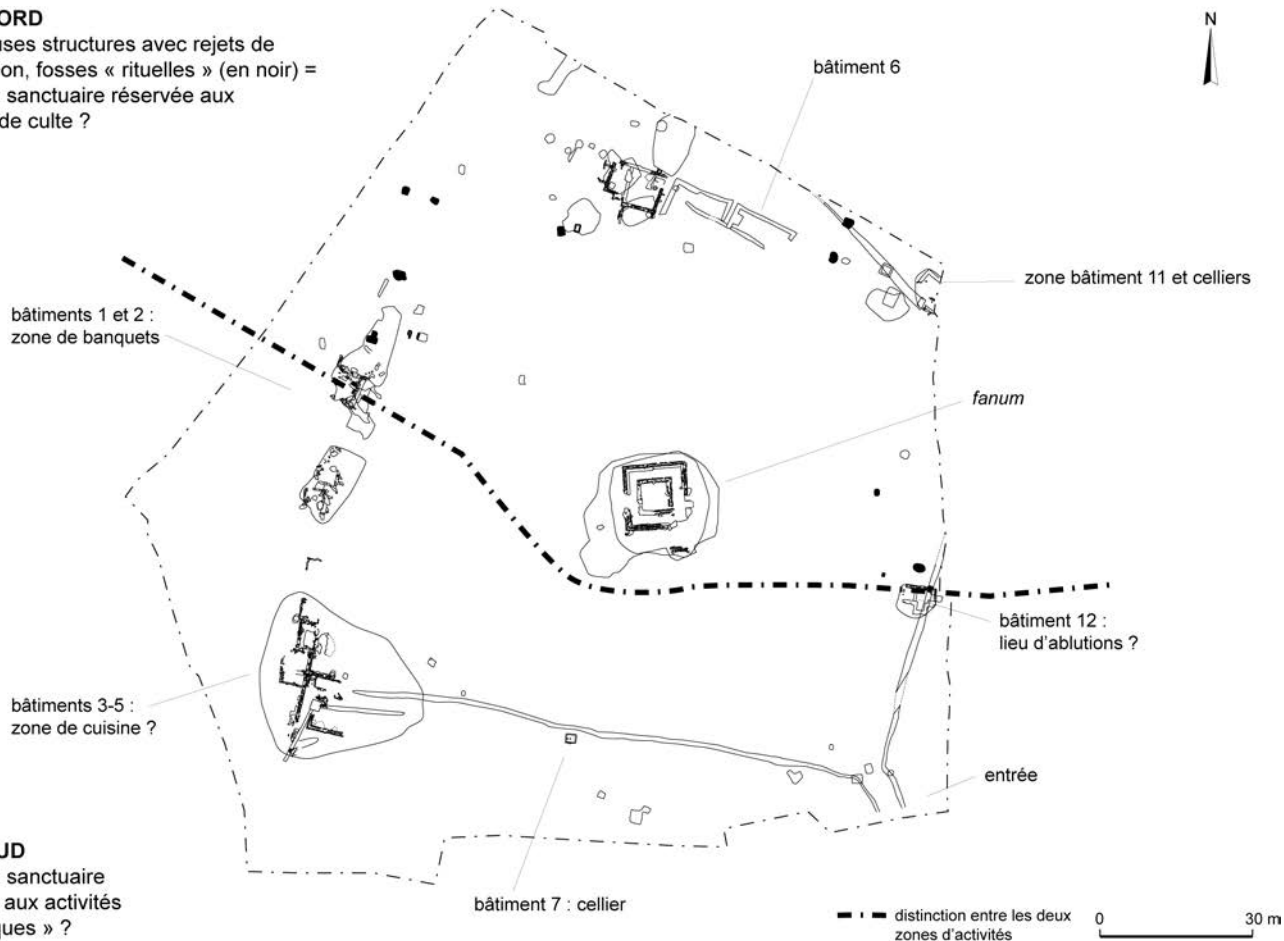 ORD
uses structures avec rejets de
on, fosses « rituelles » (en noir) =
sanctuaire réservée aux
de culte ?
N
bâtiment 6
zone bâtiment 11 et celliers
bâtiments 1 et 2 :
zone de banquets
fanum
bâtiment 12 :
lieu d'ablutions ?
bâtiments 3-5 :
zone de cuisine ?
entrée
UD
sanctuaire
aux activités
ques » ?
bâtiment 7 : cellier
distinction entre les deux
zones d'activités
0
30 m